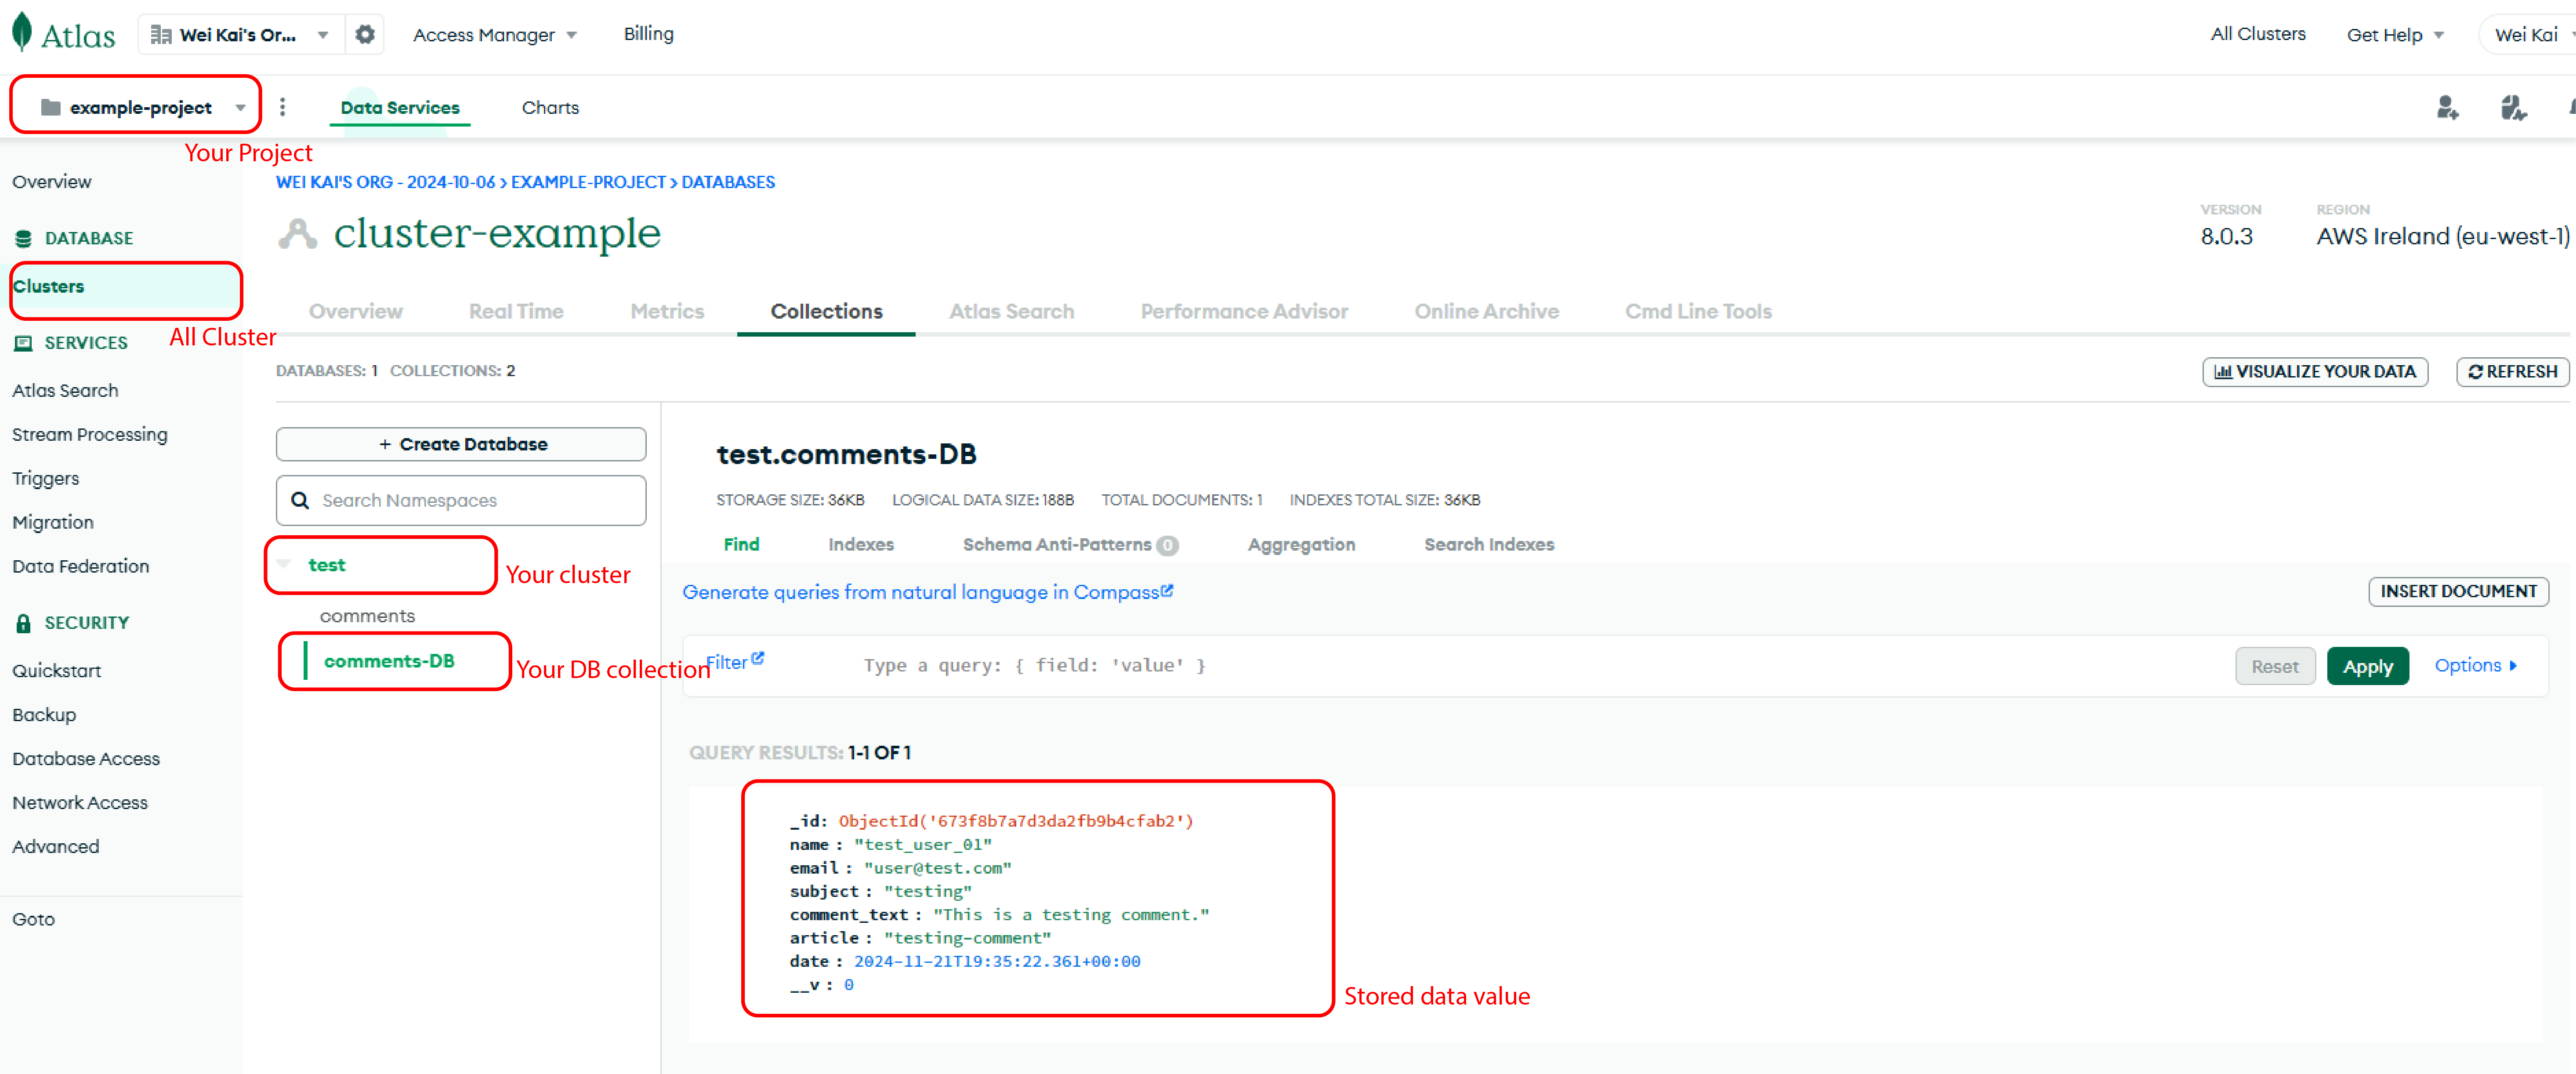 Atlas
Wei Kai's Or...
Access Manager
Billing
All Clusters
Get Help
Wei Kai
example-project
Data Services
Charts
Your Project
Overview
DATABASE
Clusters
All Cluster
SERVICES
Atlas Search
Stream Processing
Triggers
Migration
Data Federation
SECURITY
Quickstart
Backup
Database Access
Network Access
Advanced
Goto
WEI KAI'S ORG - 2024-10-06 > EXAMPLE-PROJECT > DATABASES
cluster-example
VERSION
8.0.3
REGION
AWS Ireland (eu-west-1)
Overview Real Time Metrics Collections Atlas Search Performance Advisor Online Archive Cmd Line Tools
DATABASES: 1 COLLECTIONS: 2
VISUALIZE YOUR DATA
REFRESH
+ Create Database
Search Namespaces
test
Your cluster
comments
comments-DB
Your DB collection
test.comments-DB
STORAGE SIZE: 36KB LOGICAL DATA SIZE: 188B TOTAL DOCUMENTS: 1 INDEXES TOTAL SIZE: 36KB
Find Indexes Schema Anti-Patterns 0 Aggregation Search Indexes
Generate queries from natural language in Compass
INSERT DOCUMENT
Filter
Type a query: { field: 'value' }
Reset
Apply
Options
QUERY RESULTS: 1-1 OF 1
_id: ObjectId('673f8b7a7d3da2fb9b4cfab2')
name : "test_user_01"
email : "user@test.com"
subject : "testing"
comment_text : "This is a testing comment."
article : "testing-comment"
date : 2024-11-21T19:35:22.361+00:00
__v : 0
Stored data value